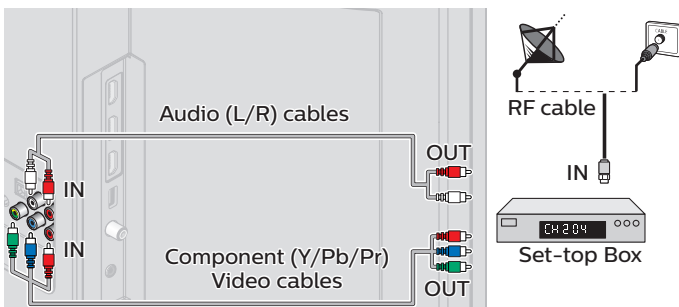 Audio (L/R) cables
OUT
IN
IN
Component (Y/Pb/Pr)
Video cables
OUT
CABLE
RF cable
IN
CH 204
Set-top Box